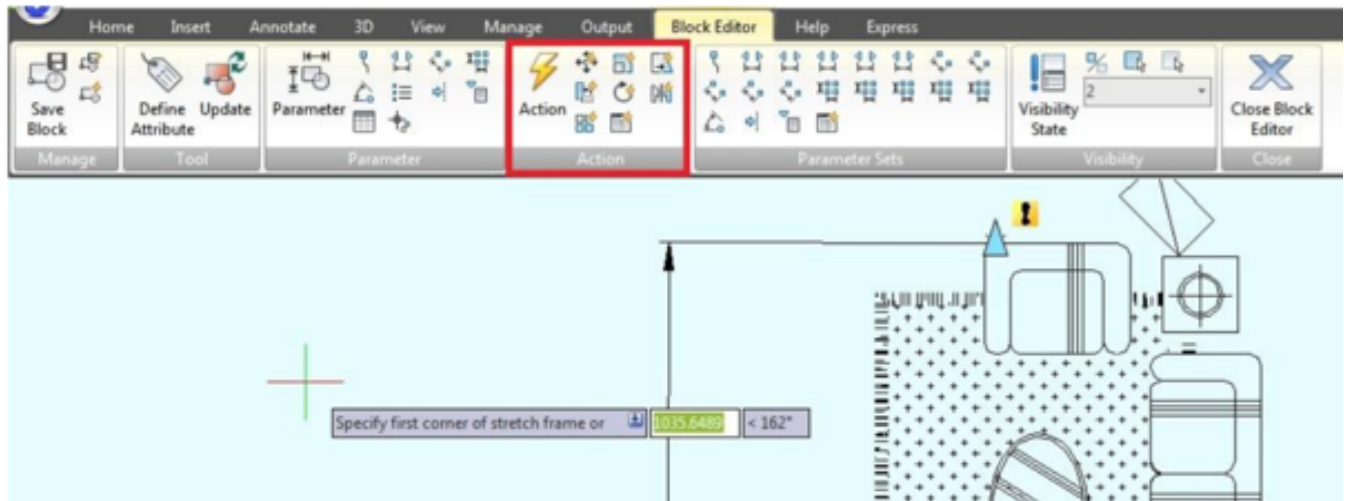 Home Insert Annotate 3D View Manage Output Block Editor Help Express
Save Block
Define Attribute
Update
Parameter
Action
2
Visibility State
Close Block Editor
Manage Tool Parameter Action Parameter Sets Visibility Close
Specify first corner of stretch frame or 1035.6489 < 162°